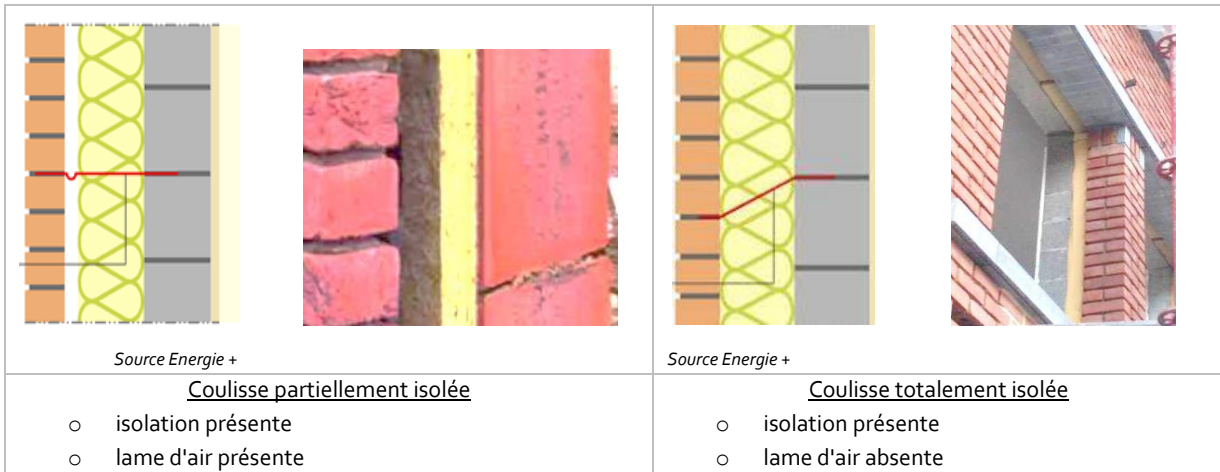 Source Energie +
Source Energie +
Coulisse partiellement isolée
o isolation présente
o lame d'air présente
Coulisse totalement isolée
o isolation présente
o lame d'air absente